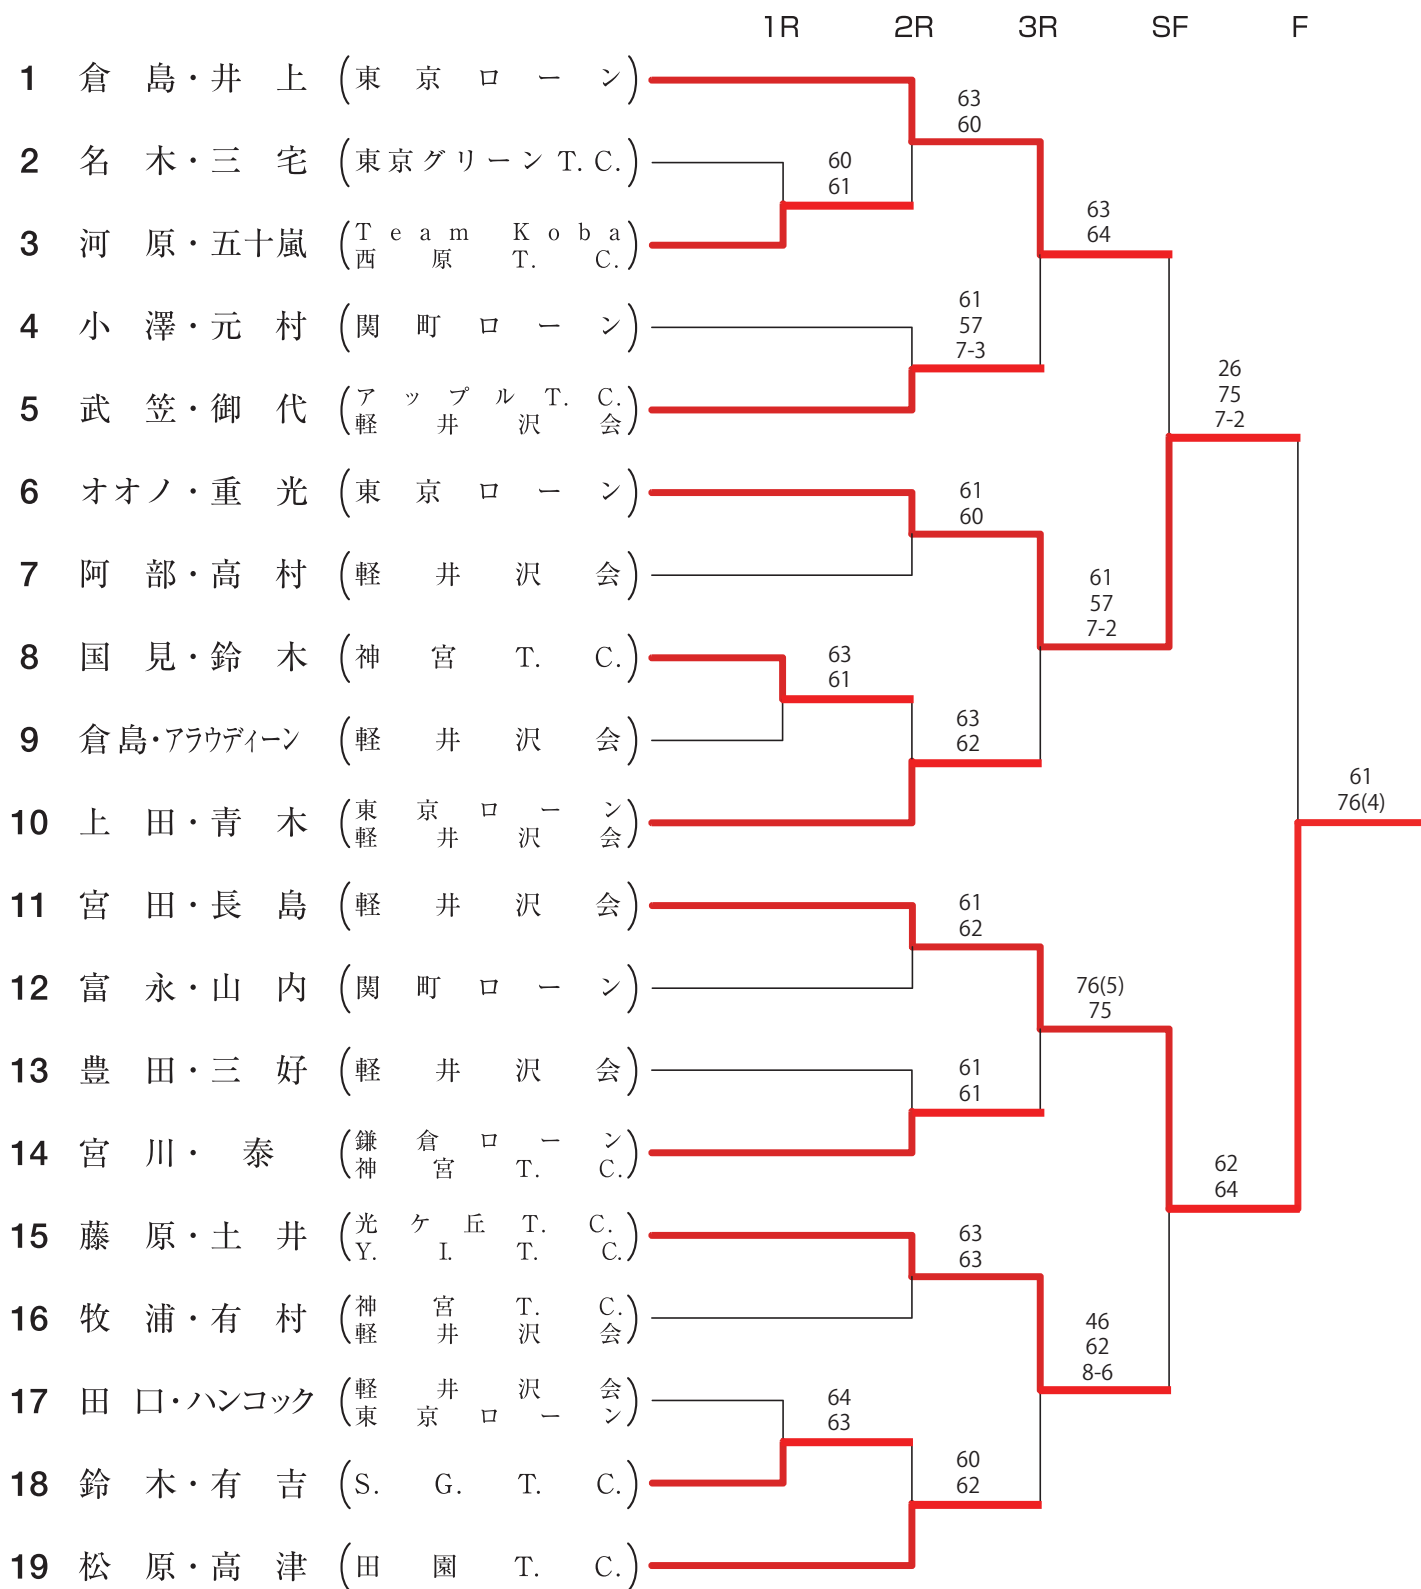 1R 2R 3R SF F
1 倉島・井上 (東京ローン)
63
60
2 名木・三宅 (東京グリーンT.C.)
60
61
3 河原・五十嵐 (Team Koba
西原T.C.)
63
64
4 小澤・元村 (関町ローン)
61
57
7-3
5 武笠・御代 (アップルT.C.
軽井沢会)
26
75
7-2
6 オオノ・重光 (東京ローン)
61
60
7 阿部・高村 (軽井沢会)
61
57
7-2
8 国見・鈴木 (神宮T.C.)
63
61
9 倉島・アラウディーン (軽井沢会)
63
62
10 上田・青木 (東京ローン
軽井沢会)
61
76(4)
11 宮田・長島 (軽井沢会)
61
62
12 富永・山内 (関町ローン)
76(5)
75
13 豊田・三好 (軽井沢会)
61
61
14 宮川・泰 (鎌倉ローン
神宮T.C.)
62
64
15 藤原・土井 (光ケ丘T.C.
Y.I.T.C.)
63
63
16 牧浦・有村 (神宮T.C.
軽井沢会)
46
62
8-6
17 田口・ハンコック (軽井沢会
東京ローン)
64
63
18 鈴木・有吉 (S.G.T.C.)
60
62
19 松原・高津 (田園T.C.)